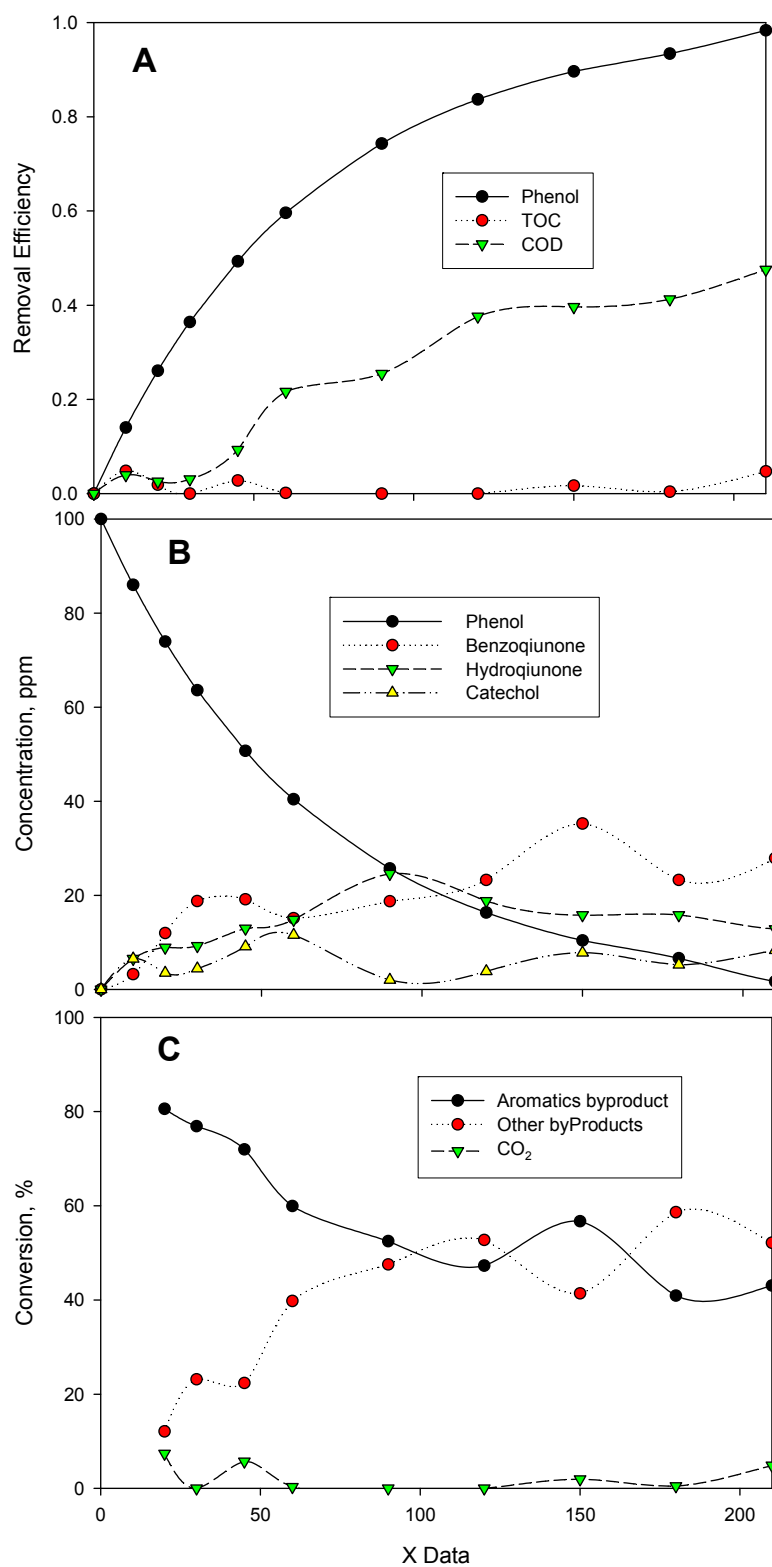 A
1.0
0.8
0.6
0.4
0.2
0.0
Removal Efficiency
Phenol
TOC
COD
B
100
80
60
40
20
0
Concentration, ppm
Phenol
Benzoqiunone
Hydroqiunone
Catechol
C
100
80
60
40
20
0
Conversion, %
Aromatics byproduct
Other byProducts
CO₂
0 50 100 150 200
X Data